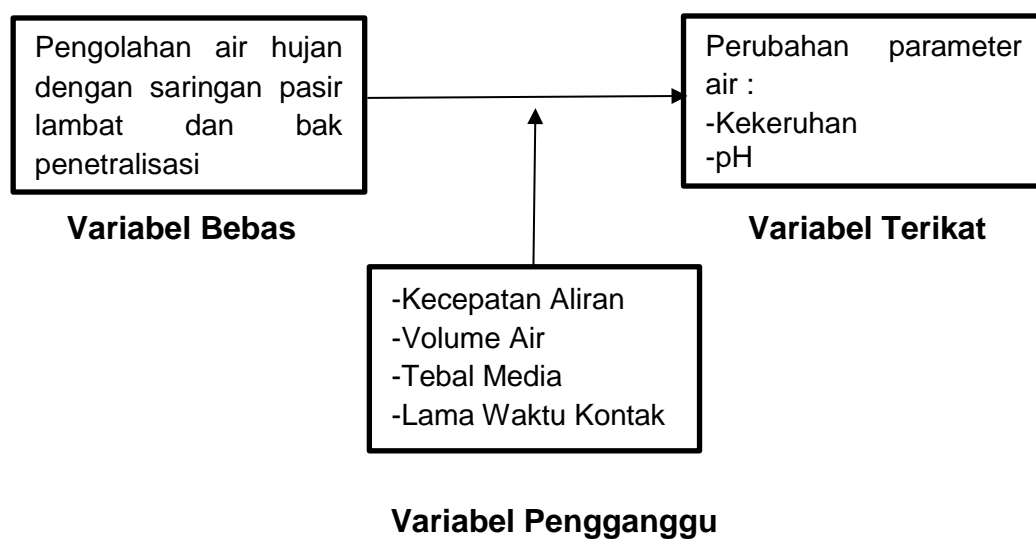 Pengolahan air hujan
dengan saringan pasir
lambat dan bak
penetralisasi
Variabel Bebas
Perubahan parameter
air :
-Kekeruhan
-pH
Variabel Terikat
-Kecepatan Aliran
-Volume Air
-Tebal Media
-Lama Waktu Kontak
Variabel Pengganggu